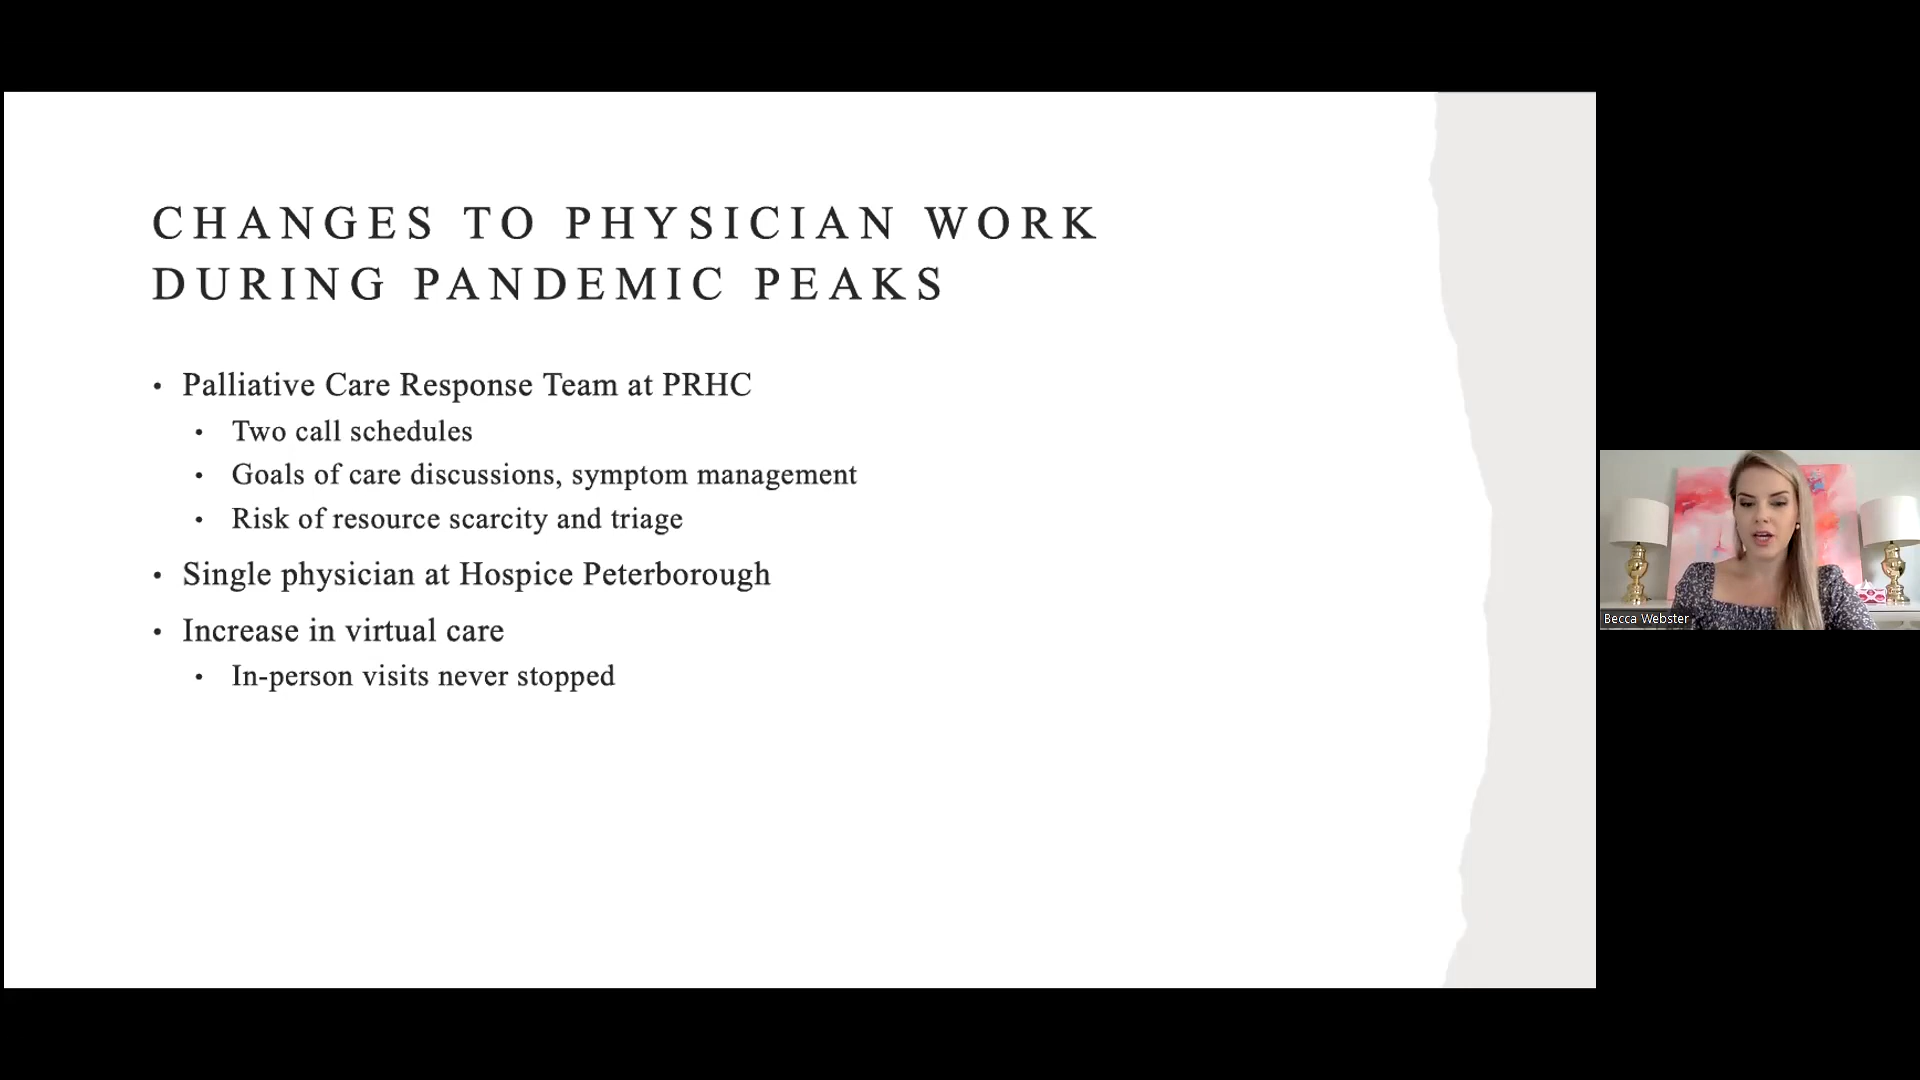 CHANGES TO PHYSICIAN WORK
DURING PANDEMIC PEAKS
• Palliative Care Response Team at PRHC
• Two call schedules
• Goals of care discussions, symptom management
• Risk of resource scarcity and triage
• Single physician at Hospice Peterborough
• Increase in virtual care
• In-person visits never stopped
Becca Webster